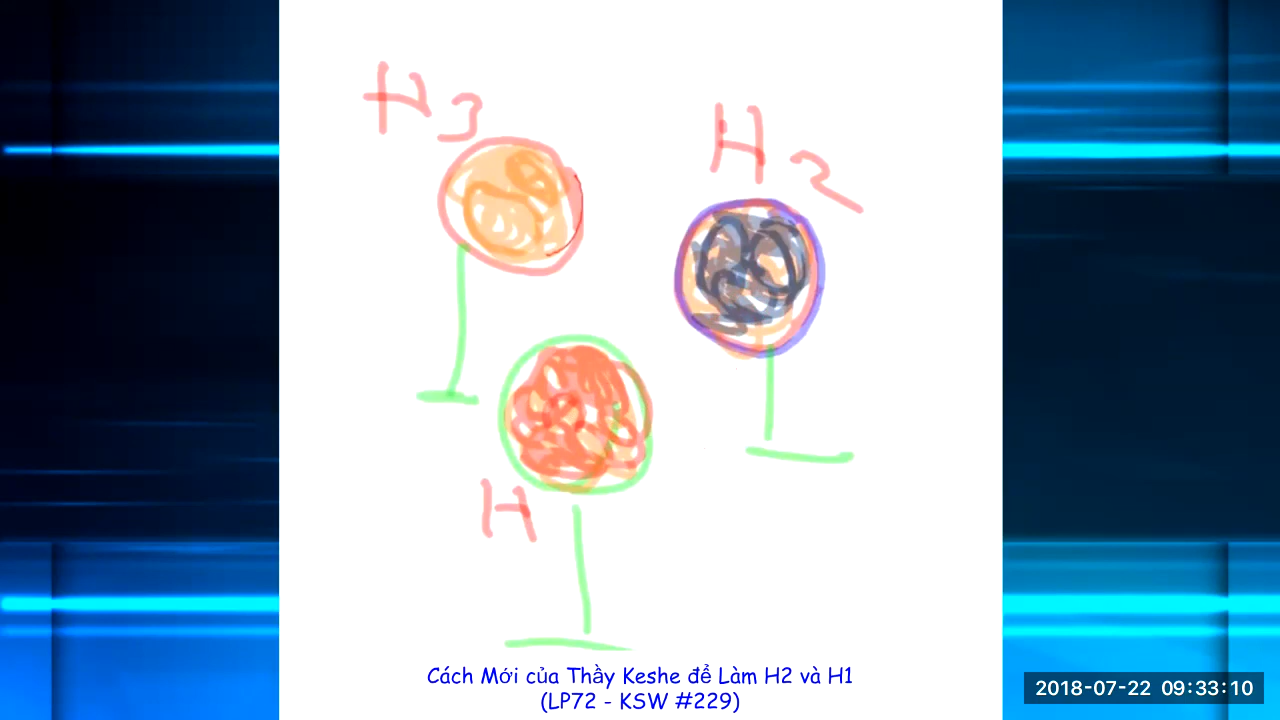 H3
H2
H
Cách Mới của Thầy Keshe để Làm H2 và H1
(LP72 - KSW #229)
2018-07-22 09:33:10